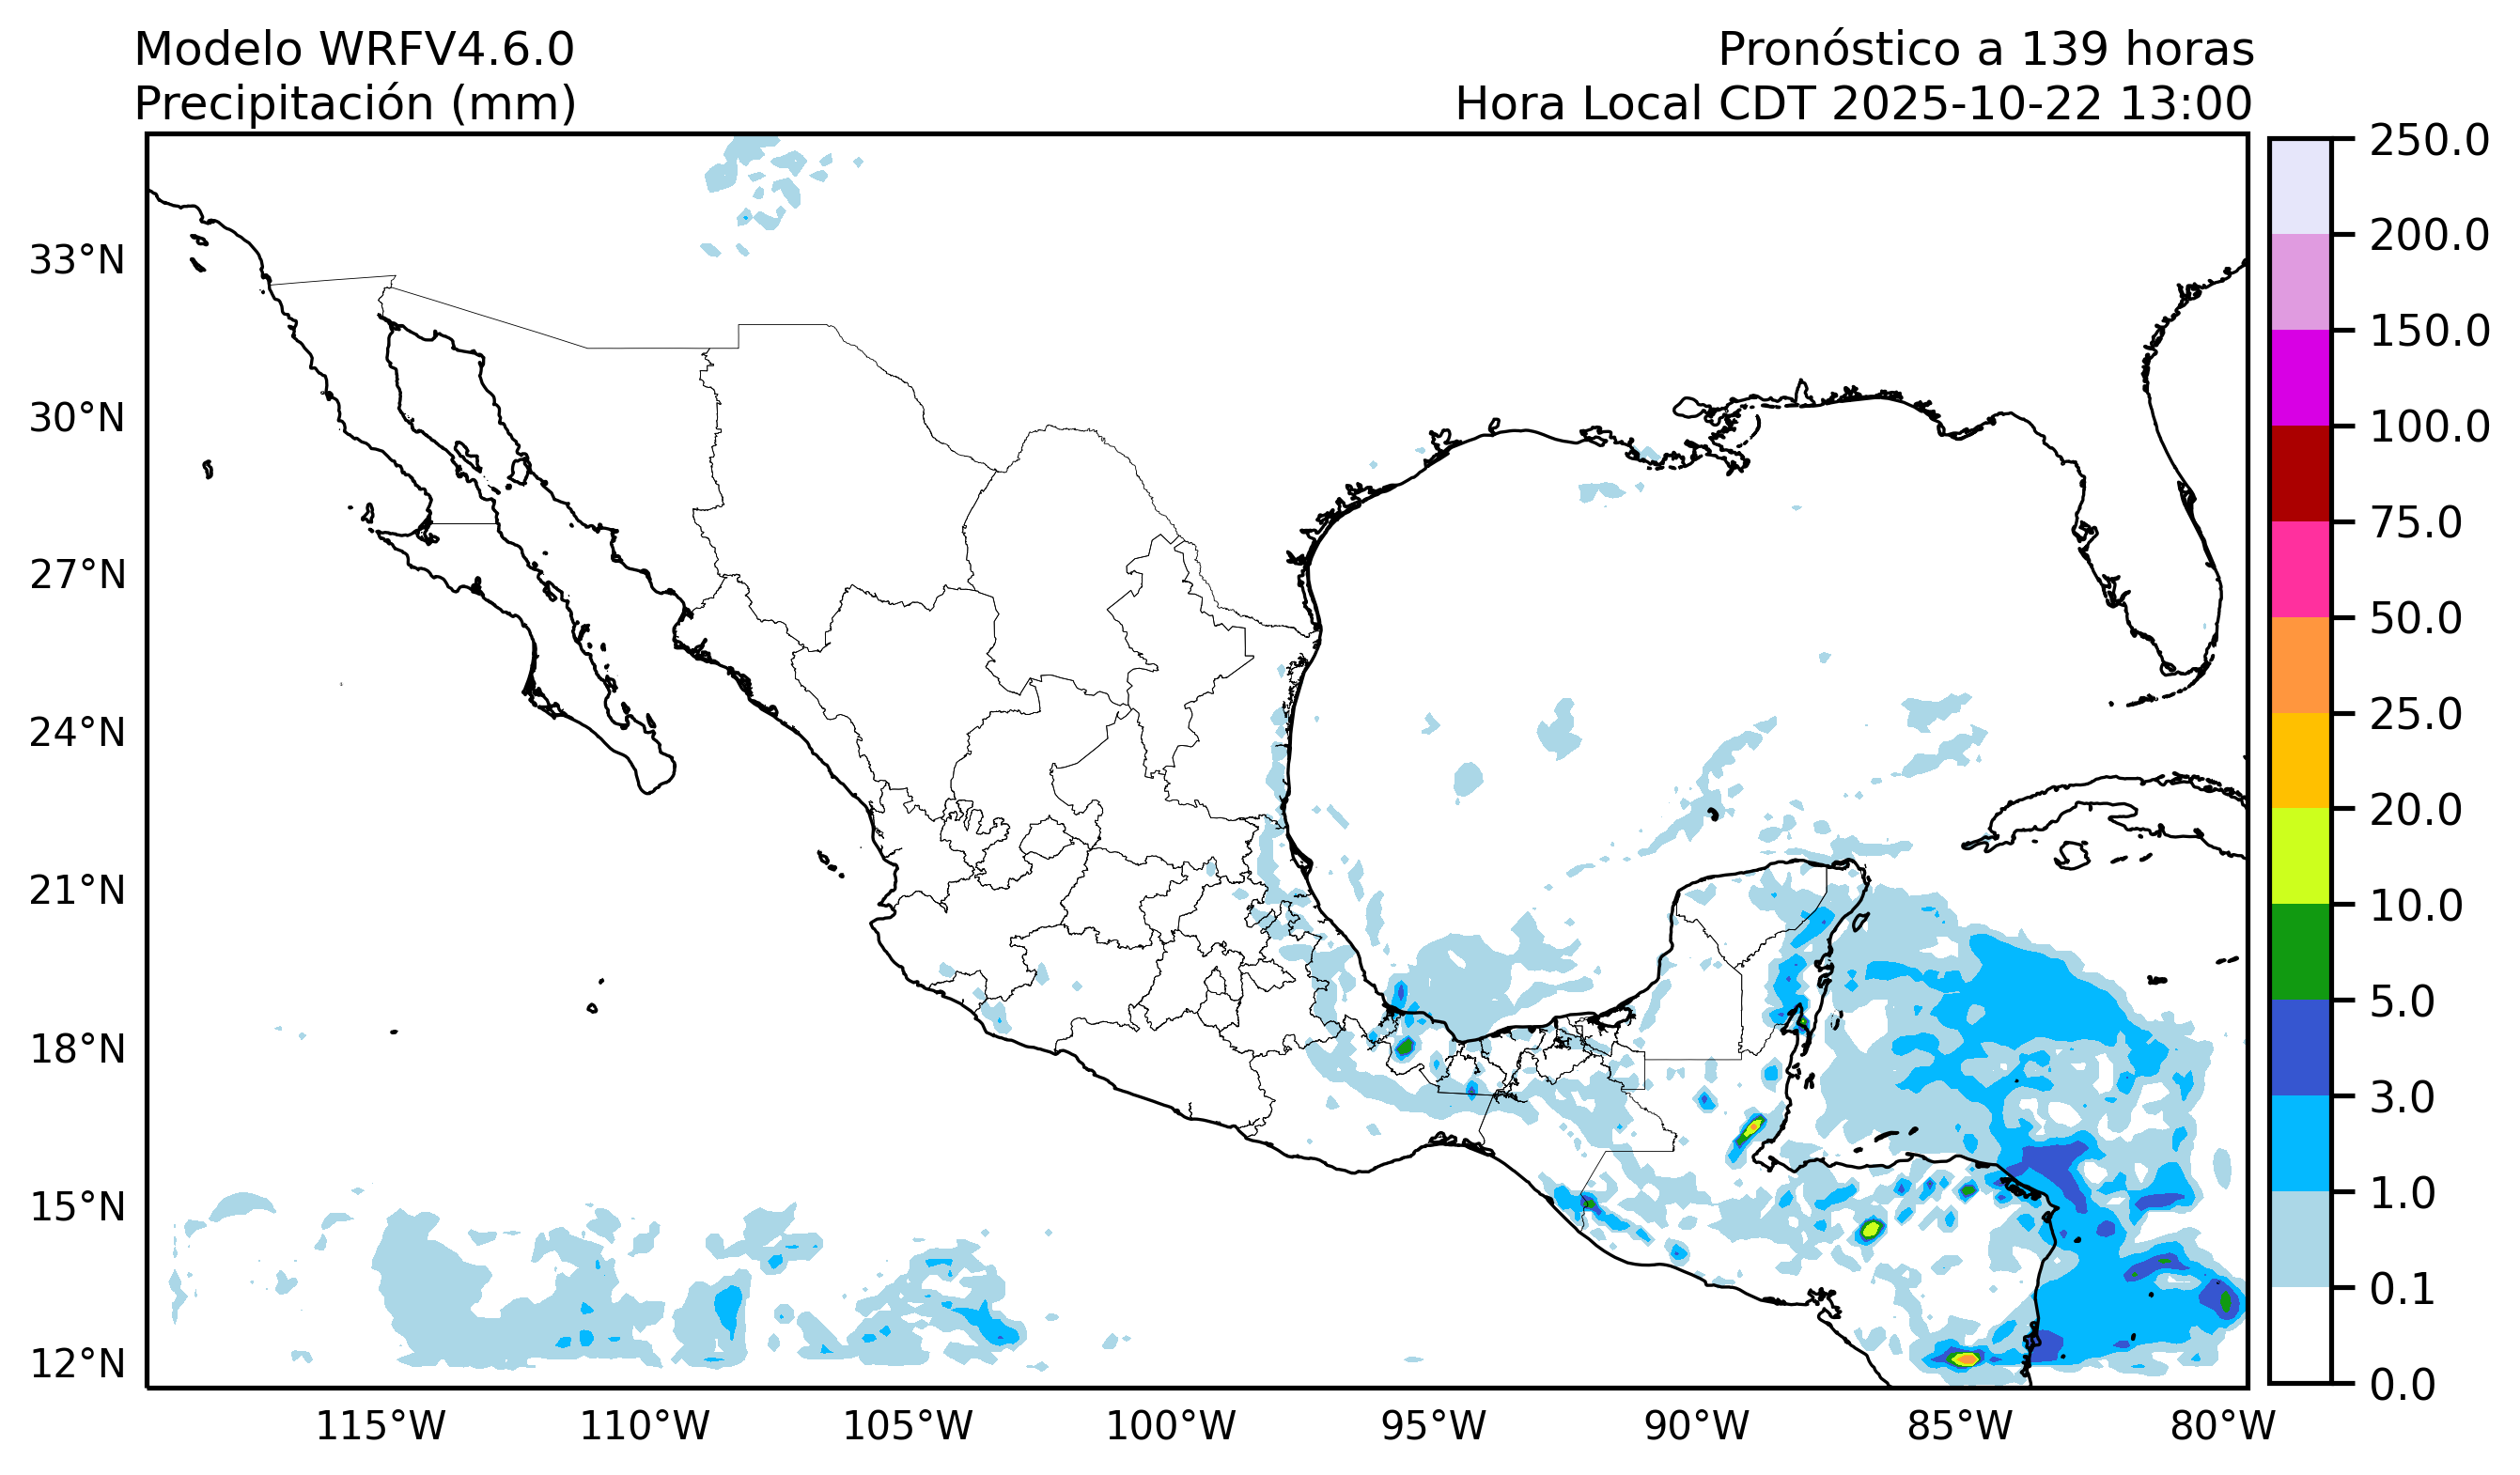 Modelo WRFV4.6.0
Precipitación (mm)
Pronóstico a 139 horas
Hora Local CDT 2025-10-22 13:00
33°N
30°N
27°N
24°N
21°N
18°N
15°N
12°N
115°W
110°W
105°W
100°W
95°W
90°W
85°W
80°W
250.0
200.0
150.0
100.0
75.0
50.0
25.0
20.0
10.0
5.0
3.0
1.0
0.1
0.0